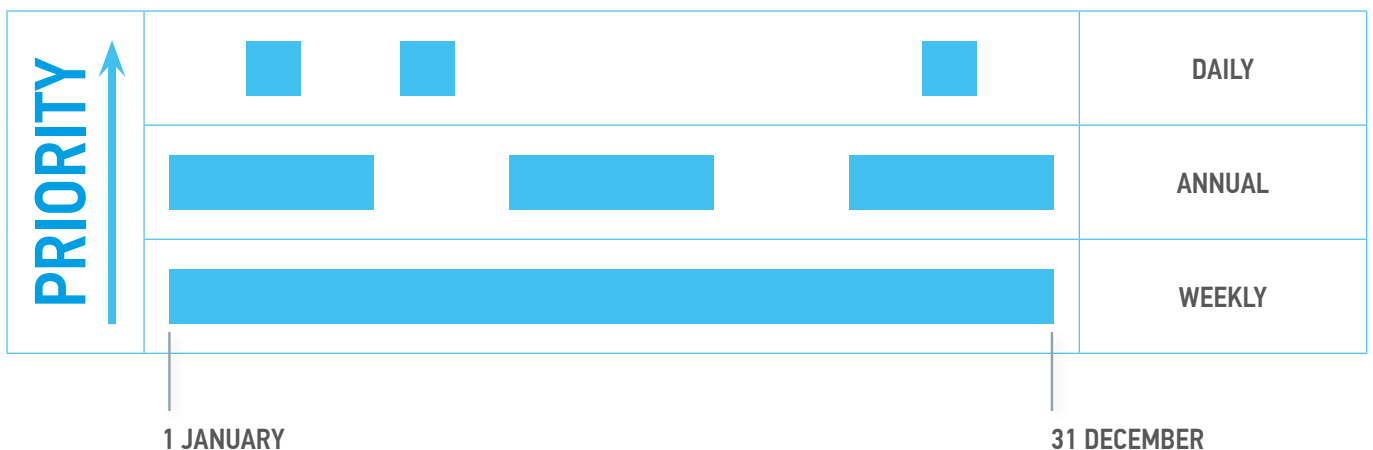 PRIORITY
DAILY
ANNUAL
WEEKLY
1 JANUARY
31 DECEMBER